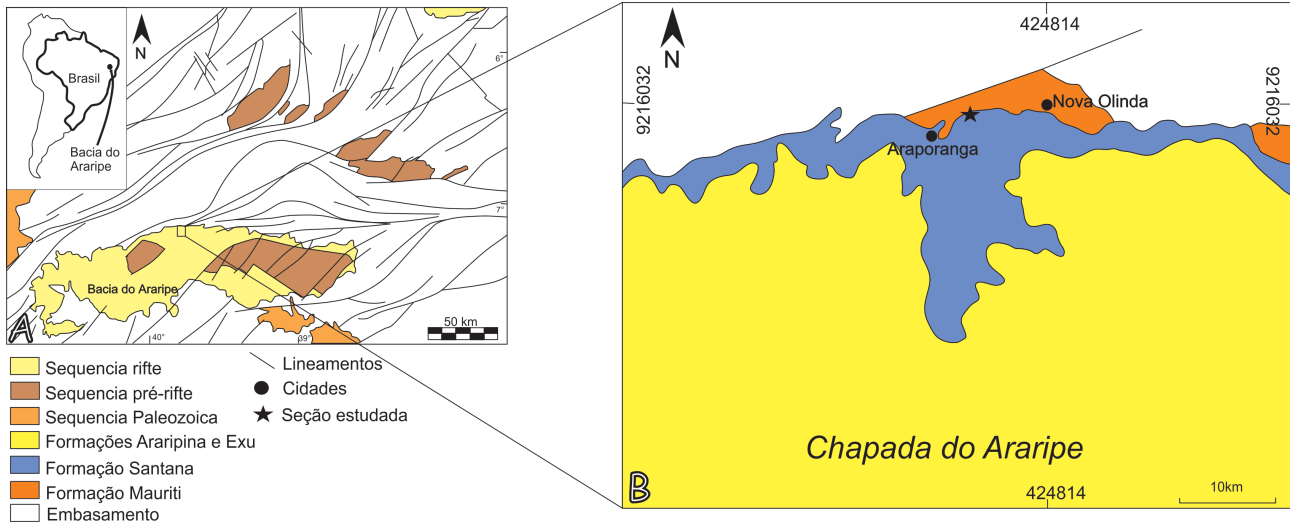 N
Brasil
Bacia do
Araripe
6°
7°
Bacia do Araripe
40°
39°
50 km
A
Sequencia rifte
Sequencia pré-rifte
Sequencia Paleozoica
Formações Araripina e Exu
Formação Santana
Formação Mauriti
Embasamento
Lineamentos
Cidades
Seção estudada
N
424814
9216032
9216032
Nova Olinda
Araporanga
Chapada do Araripe
B
424814
10km